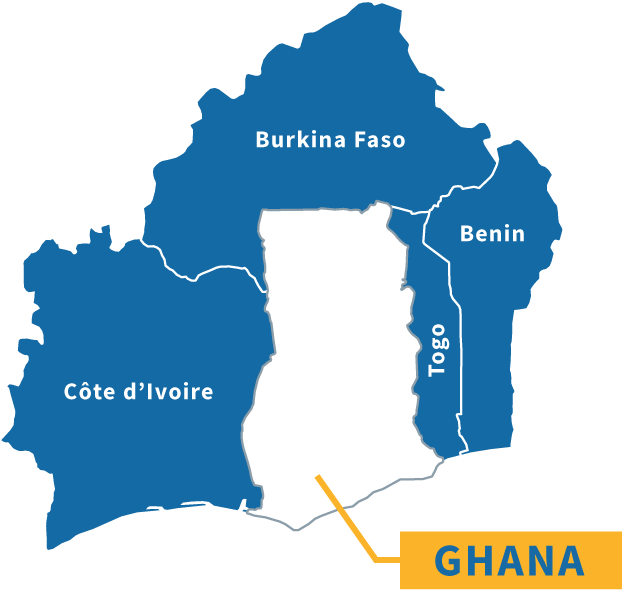 Burkina Faso
Benin
Togo
Côte d’Ivoire
GHANA